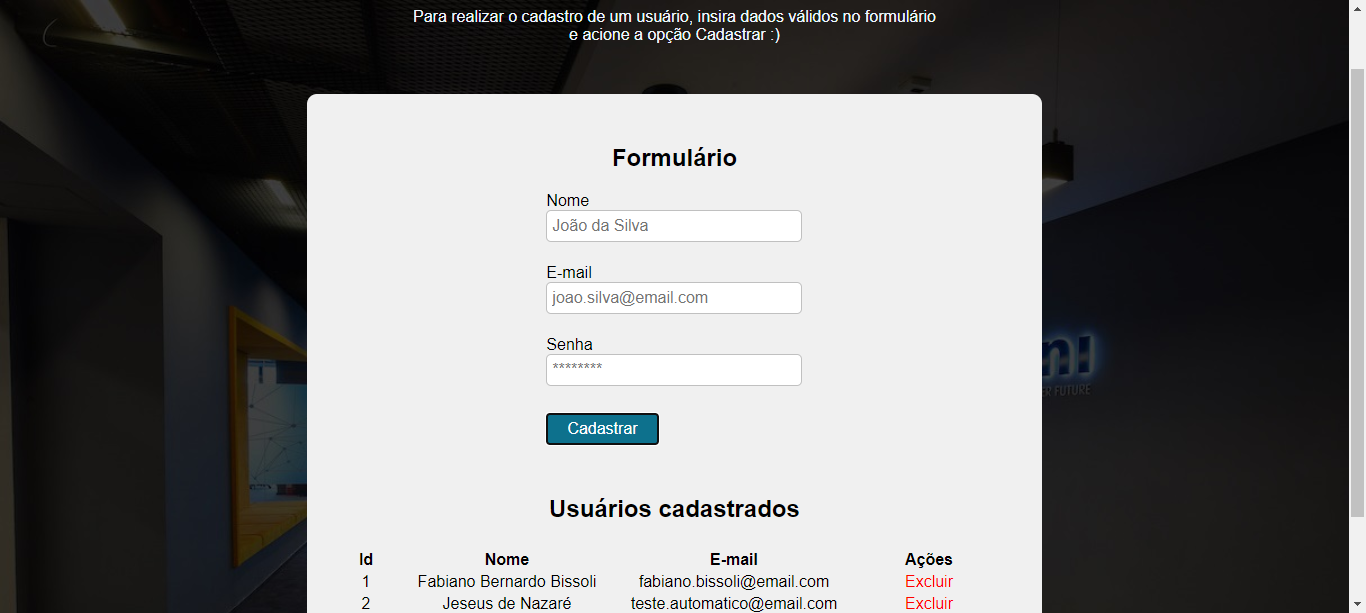 Para realizar o cadastro de um usuário, insira dados válidos no formulário
e acione a opção Cadastrar :)
Formulário
Nome
João da Silva
E-mail
joao.silva@email.com
Senha
********
Cadastrar
Usuários cadastrados
Id Nome E-mail Ações
1 Fabiano Bernardo Bissoli fabiano.bissoli@email.com Excluir
2 Jeseus de Nazaré teste.automatico@email.com Excluir
FUTURE